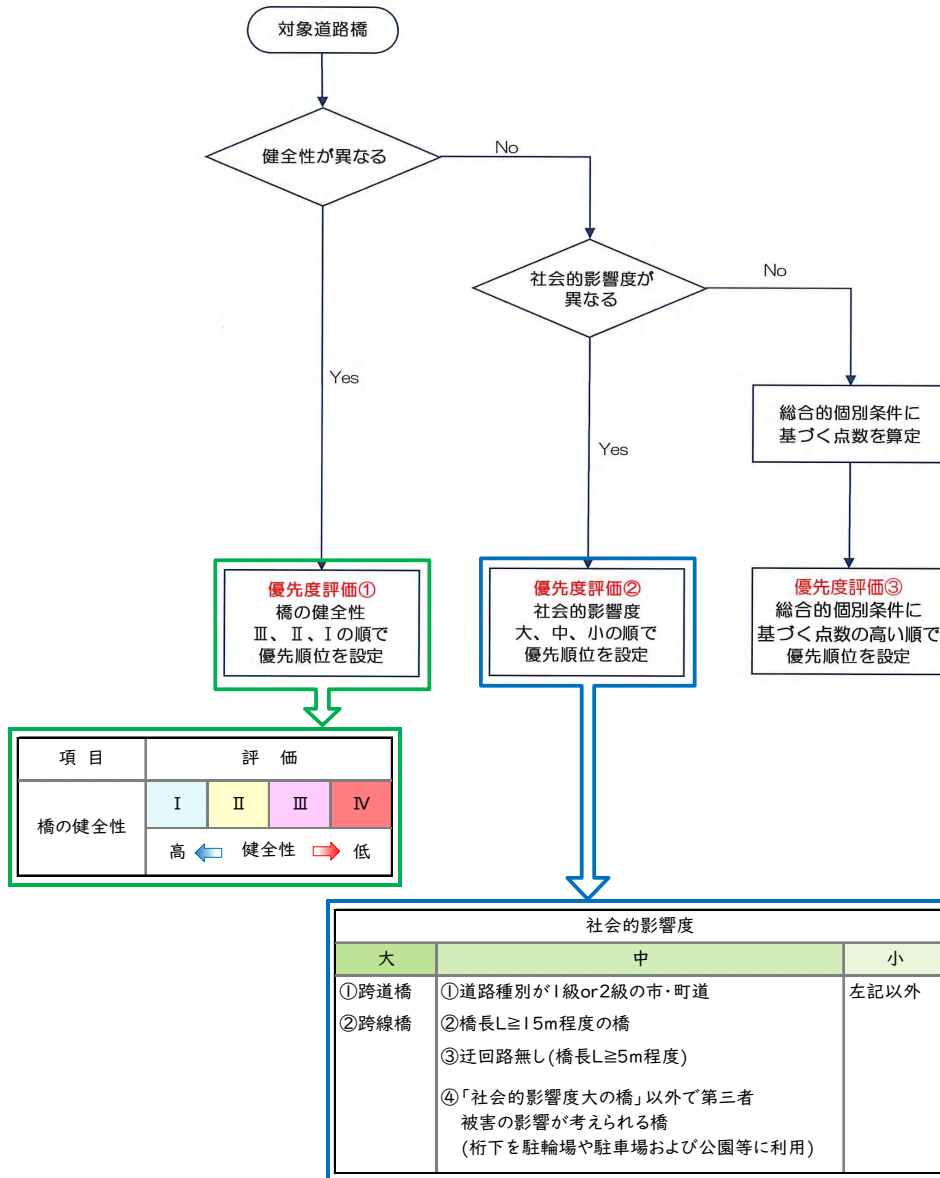 対象道路橋
健全性が異なる
No
社会的影響度が
異なる
No
Yes
総合的個別条件に
基づく点数を算定
Yes
優先度評価①
橋の健全性
Ⅲ、Ⅱ、Ⅰの順で
優先順位を設定
優先度評価②
社会的影響度
大、中、小の順で
優先順位を設定
優先度評価③
総合的個別条件に
基づく点数の高い順で
優先順位を設定
項目 評価
橋の健全性 Ⅰ Ⅱ Ⅲ Ⅳ
高 健全性 低
社会的影響度
大 中 小
①跨道橋 ①道路種別が1級or2級の市・町道 左記以外
②跨線橋 ②橋長L≧15m程度の橋
③迂回路無し(橋長L≧5m程度)
④「社会的影響度大の橋」以外で第三者
被害の影響が考えられる橋
(桁下を駐輪場や駐車場および公園等に利用)